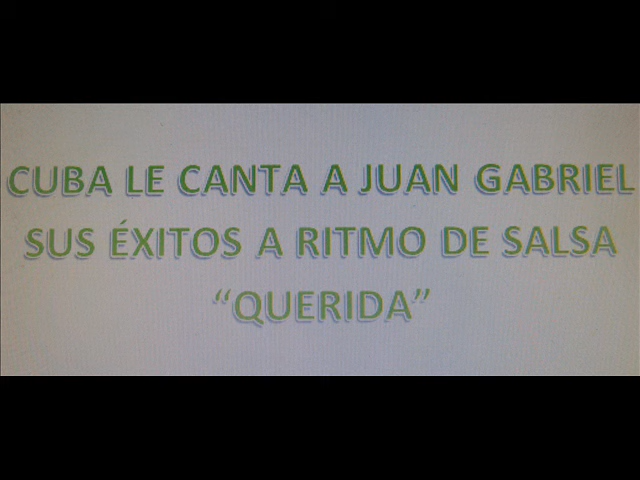 CUBA LE CANTA A JUAN GABRIEL
SUS ÉXITOS A RITMO DE SALSA
“QUERIDA”